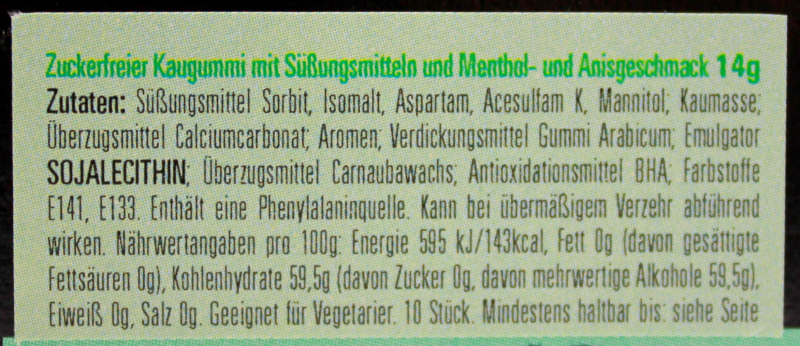 Zuckerfreier Kaugummi mit Süßungsmitteln und Menthol- und Anisgeschmack 14g
Zutaten: Süßungsmittel Sorbit, Isomalt, Aspartam, Acesulfam K, Mannitol; Kaumasse;
Überzugsmittel Calciumcarbonat; Aromen; Verdickungsmittel Gummi Arabicum; Emulgator
SOJALECITHIN; Überzugsmittel Carnaubawachs; Antioxidationsmittel BHA; Farbstoffe
E141, E133. Enthält eine Phenylalaninquelle. Kann bei übermäßigem Verzehr abführend
wirken. Nährwertangaben pro 100g: Energie 595 kJ/143kcal, Fett 0g (davon gesättigte
Fettsäuren 0g), Kohlenhydrate 59,5g (davon Zucker 0g, davon mehrwertige Alkohole 59,5g),
Eiweiß 0g, Salz 0g. Geeignet für Vegetarier. 10 Stück. Mindestens haltbar bis: siehe Seite